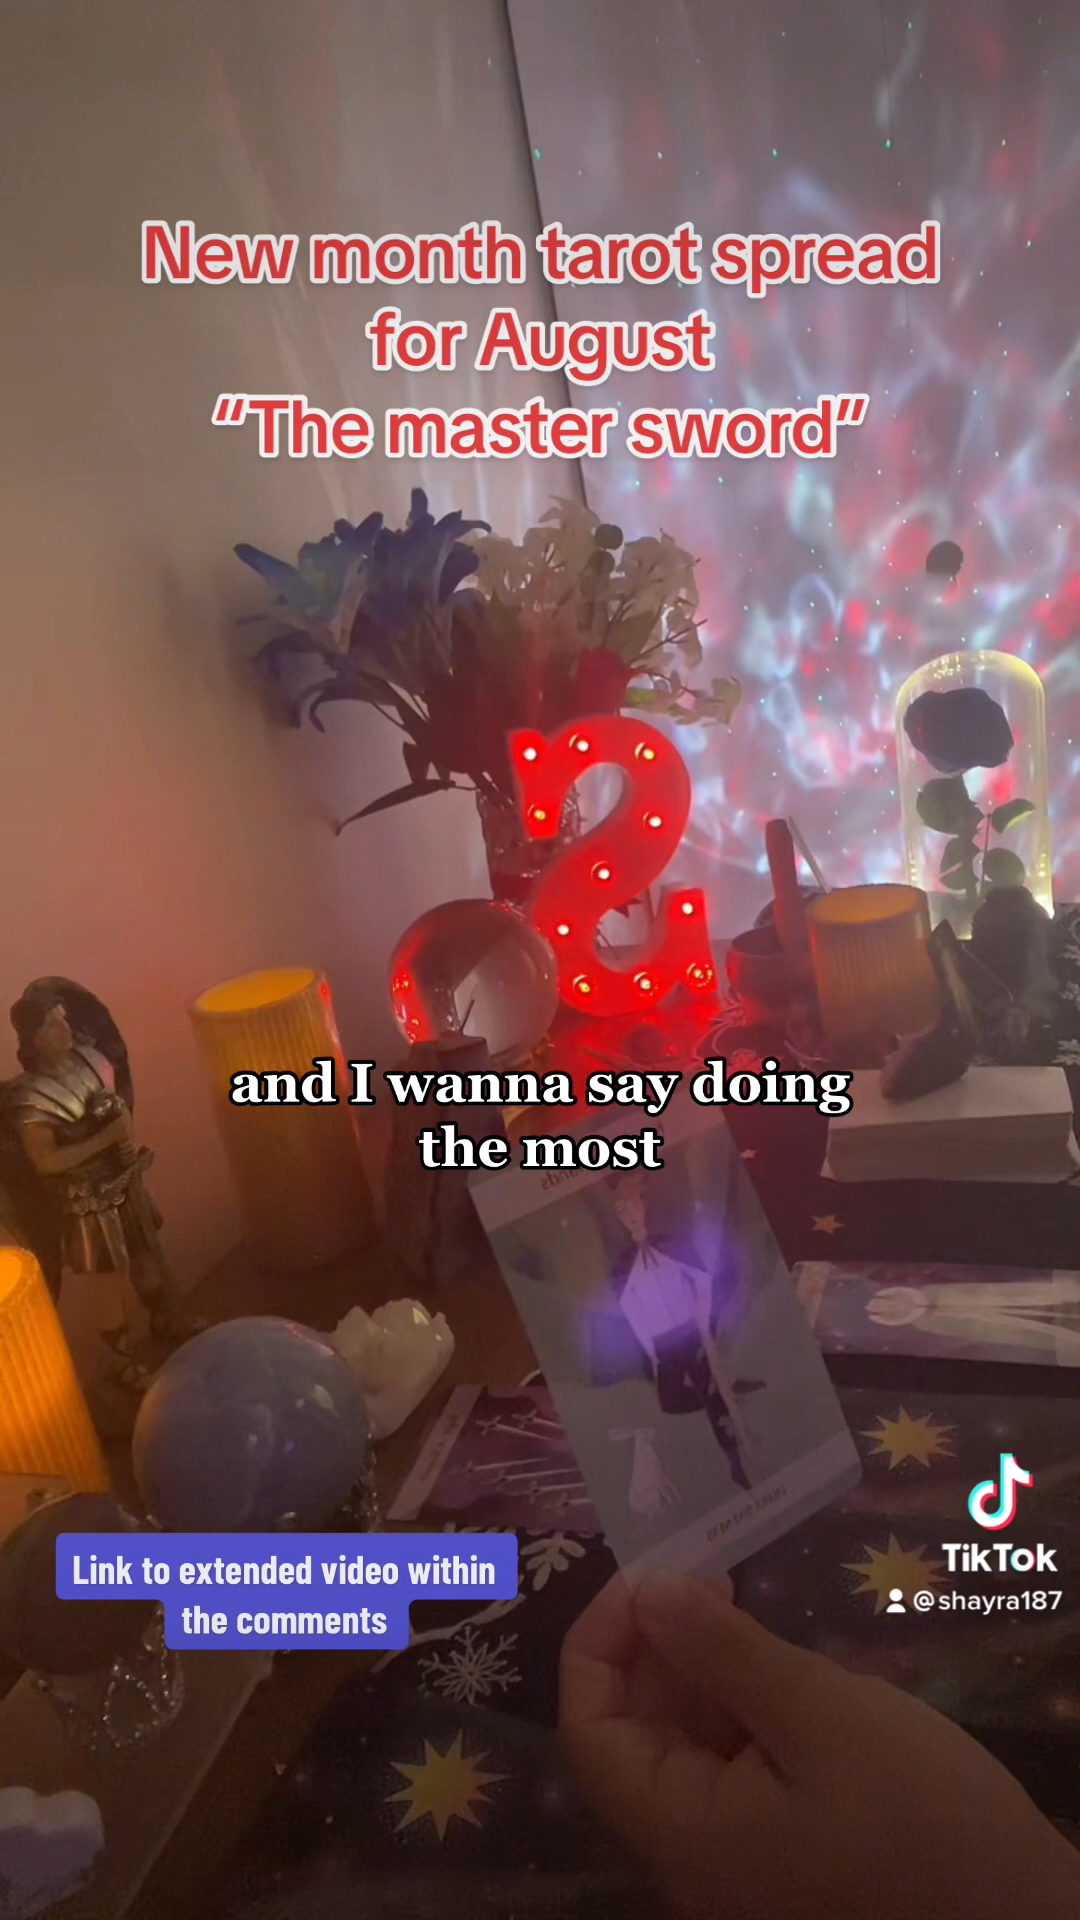 New month tarot spread
for August
“The master sword”
and I wanna say doing
the most
Link to extended video within
the comments
TikTok
@shayra187